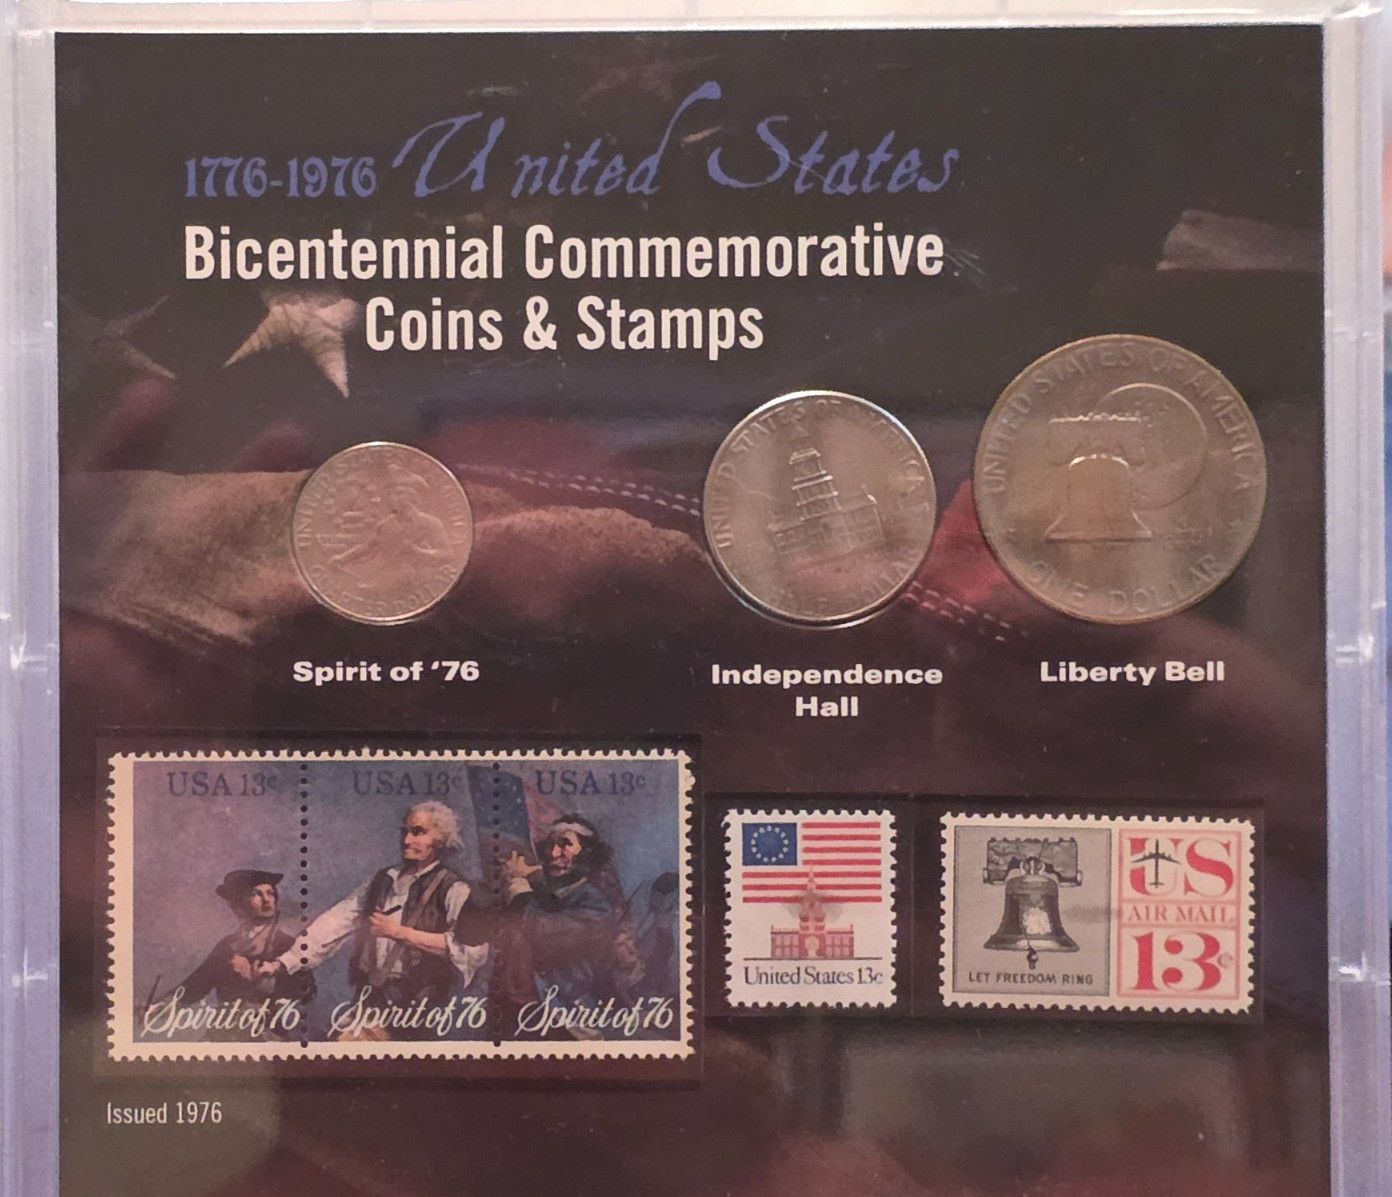 1776-1976 United States
Bicentennial Commemorative
Coins & Stamps
UNITED STATES OF AMERICA
QUARTER DOLLAR
UNITED STATES OF AMERICA
HALF DOLLAR
UNITED STATES OF AMERICA
ONE DOLLAR
Spirit of ‘76
Independence
Hall
Liberty Bell
USA 13c
USA 13c
USA 13c
Spirit of 76
Spirit of 76
Spirit of 76
United States 13c
US
AIR MAIL
13c
LET FREEDOM RING
Issued 1976